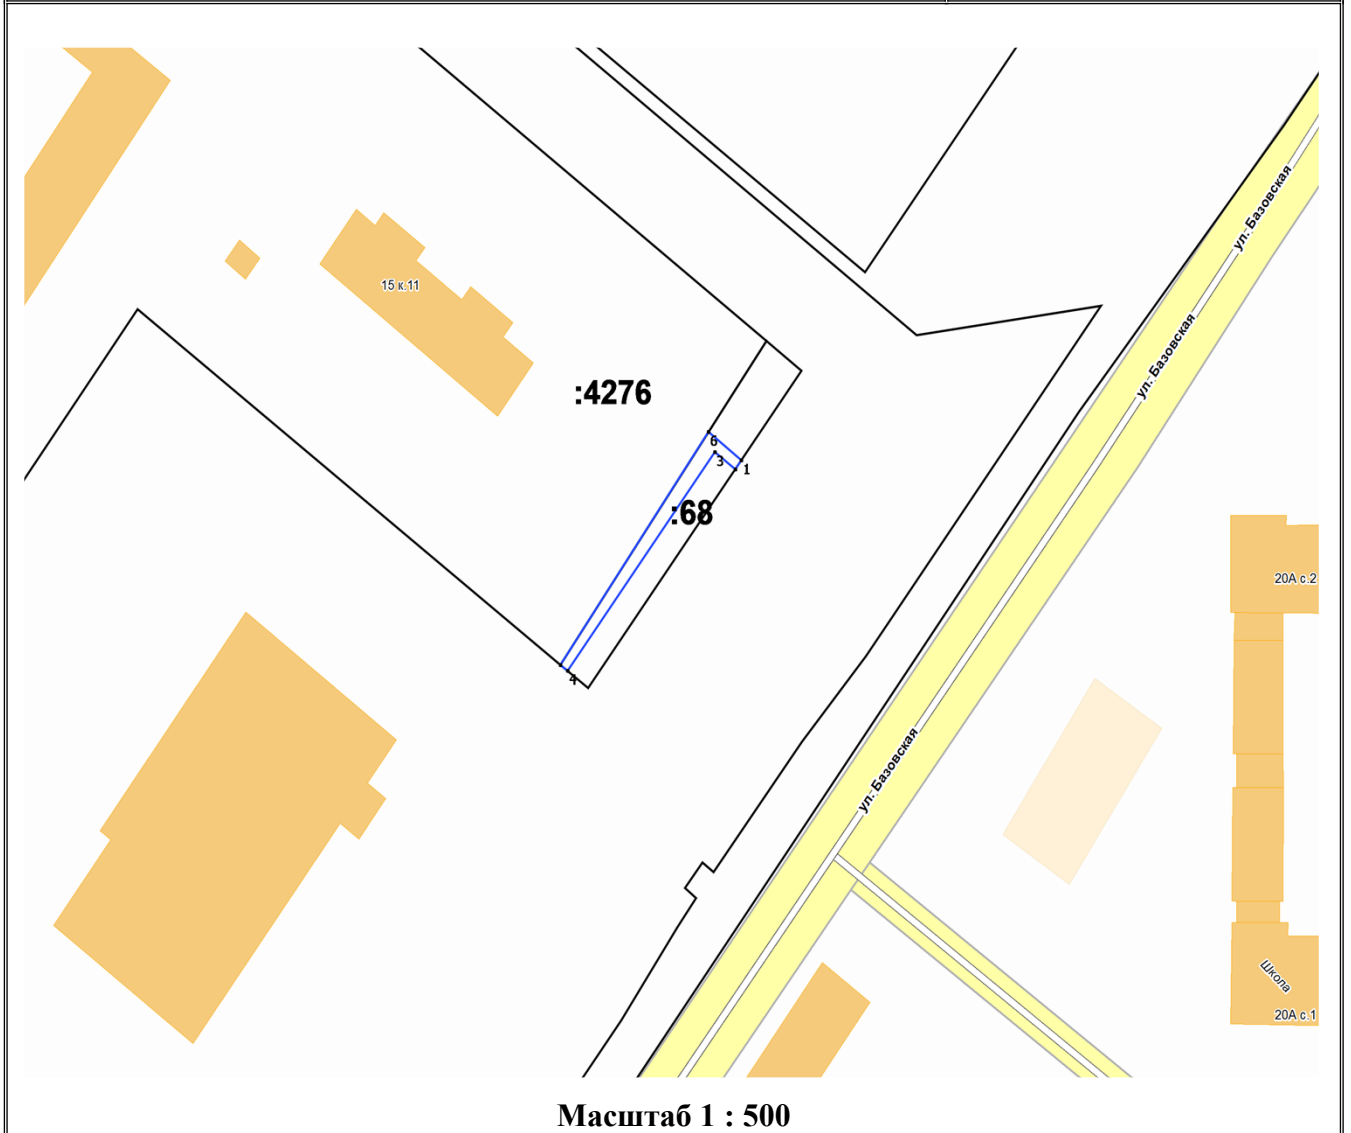 ул. Базовская
15 к.11
ул. Базовская
:4276
6
3
1
:68
20А с.2
4
ул. Базовская
Школа
20А с.1
Масштаб 1 : 500